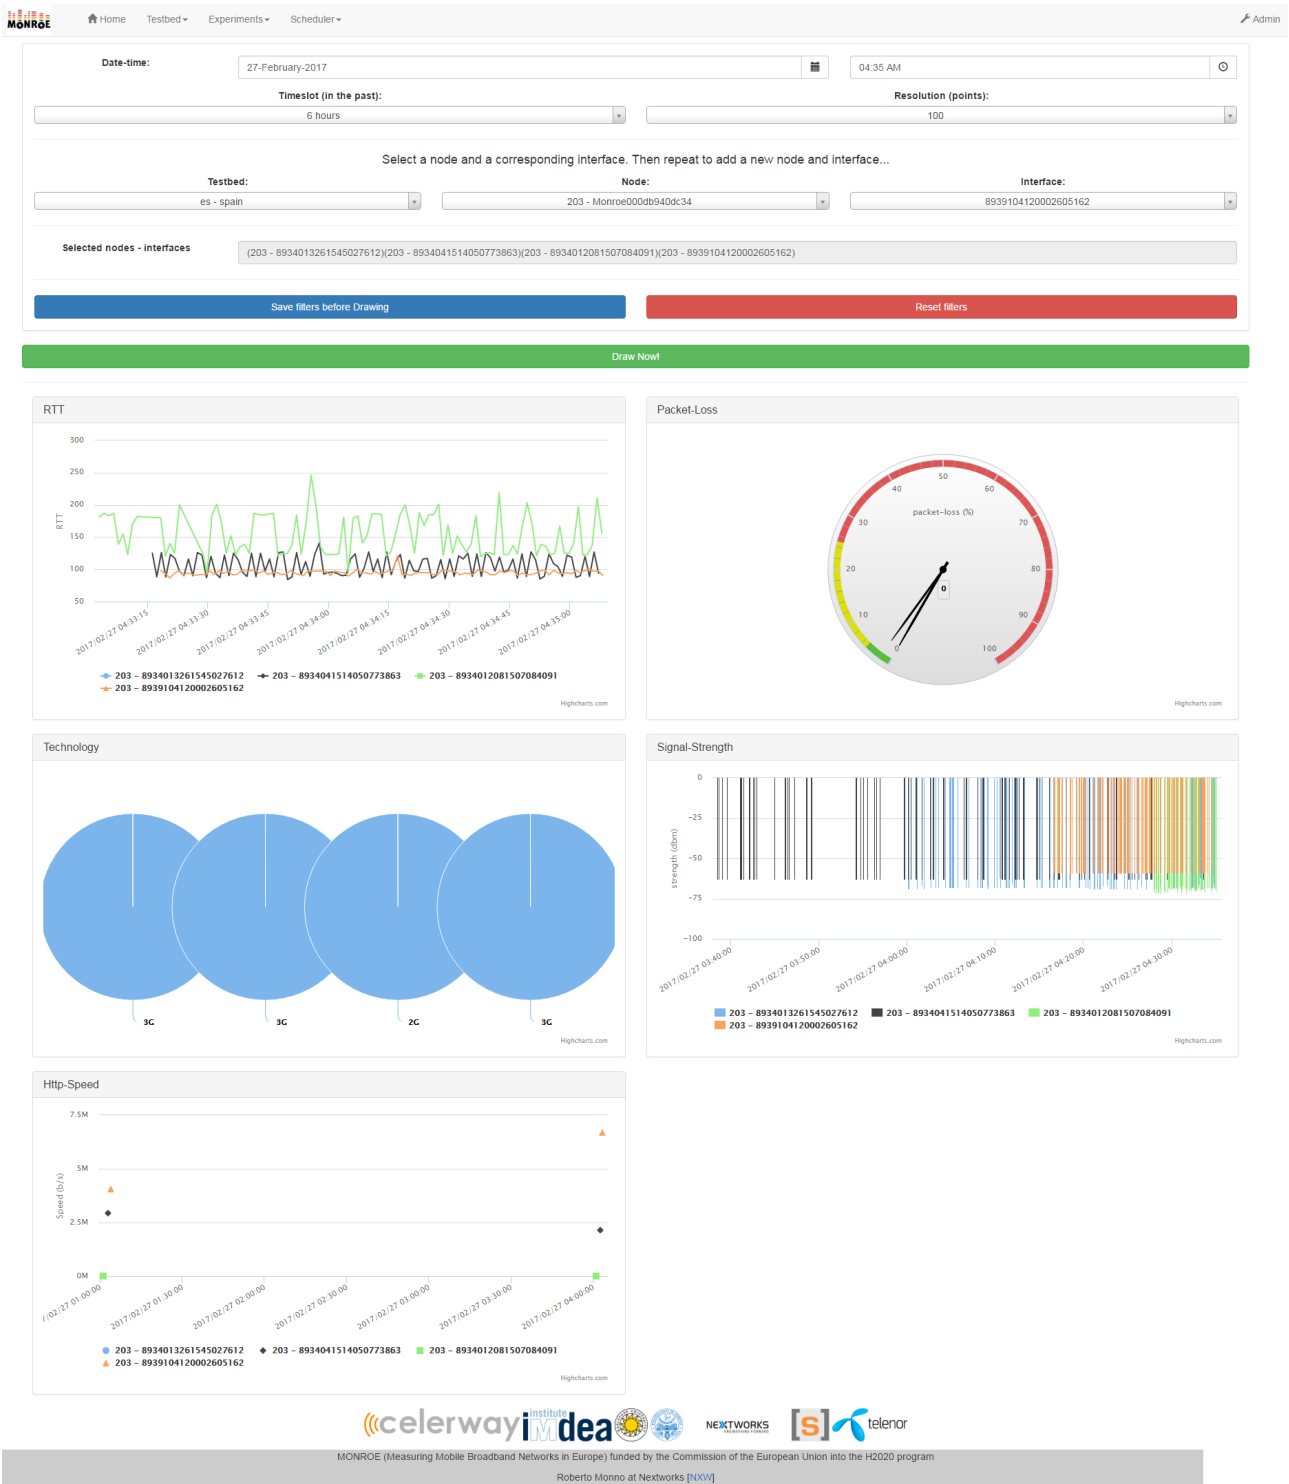 MONROE Home Testbed Experiments Scheduler Admin
Date-time: 27-February-2017 04:35 AM
Timeslot (in the past): Resolution (points):
6 hours 100
Select a node and a corresponding interface. Then repeat to add a new node and interface...
Testbed: Node: Interface:
es - spain 203 - Monroe000db940dc34 8939104120002605162
Selected nodes - interfaces (203 - 8934013261545027612)(203 - 8934041514050773863)(203 - 8934012081507084091)(203 - 8939104120002605162)
Save filters before Drawing Reset filters
Draw Now!
RTT
300
250
200
150
100
50
RTT
2017/02/27 04:33:15
2017/02/27 04:33:30
2017/02/27 04:33:45
2017/02/27 04:34:00
2017/02/27 04:34:15
2017/02/27 04:34:30
2017/02/27 04:34:45
2017/02/27 04:35:00
203 - 8934013261545027612 203 - 8934041514050773863 203 - 8934012081507084091
203 - 8939104120002605162
Highcharts.com
Packet-Loss
0
10
20
30
40
50
60
70
80
90
100
packet-loss (%)
0
Highcharts.com
Technology
3G 3G 2G 3G
Highcharts.com
Signal-Strength
0
-25
-50
-75
-100
strength (dbm)
2017/02/27 03:40:00
2017/02/27 03:50:00
2017/02/27 04:00:00
2017/02/27 04:10:00
2017/02/27 04:20:00
2017/02/27 04:30:00
203 - 8934013261545027612 203 - 8934041514050773863 203 - 8934012081507084091
203 - 8939104120002605162
Highcharts.com
Http-Speed
7.5M
5M
2.5M
0M
Speed (b/s)
/02/27 01:00:00
2017/02/27 01:30:00
2017/02/27 02:00:00
2017/02/27 02:30:00
2017/02/27 03:00:00
2017/02/27 03:30:00
2017/02/27 04:00:00
203 - 8934013261545027612 203 - 8934041514050773863 203 - 8934012081507084091
203 - 8939104120002605162
Highcharts.com
celerway institute imdea NEXTWORKS [S] telenor
MONROE (Measuring Mobile Broadband Networks in Europe) funded by the Commission of the European Union into the H2020 program
Roberto Monno at Nextworks [NXW]